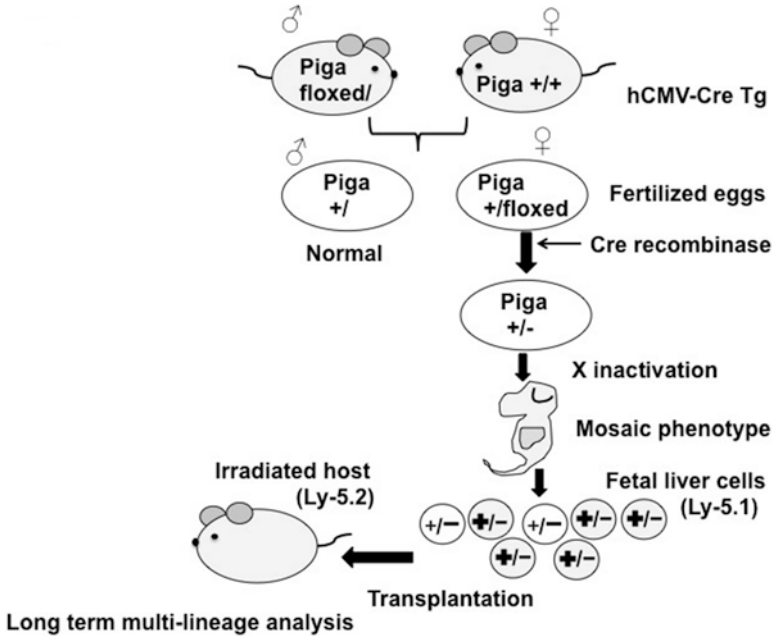 ♂
♀
Piga
floxed/
Piga +/+
hCMV-Cre Tg
♂
♀
Piga
+/
Piga
+/floxed
Fertilized eggs
Normal
Cre recombinase
Piga
+/-
X inactivation
Mosaic phenotype
Irradiated host
(Ly-5.2)
Fetal liver cells
(Ly-5.1)
+/− +/− +/− +/− +/−
+/− +/−
Transplantation
Long term multi-lineage analysis